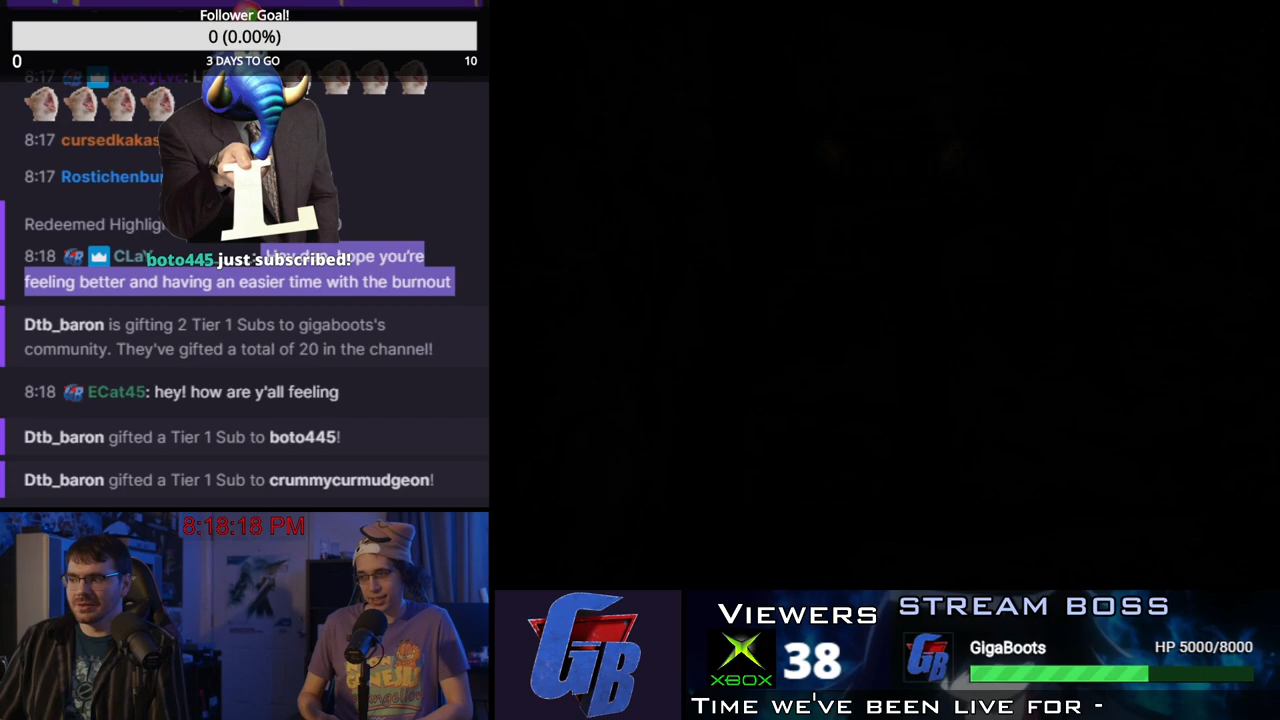 Follower Goal!
0 (0.00%)
0 3 DAYS TO GO 10
8:17 LvckyLvc:
8:17
8:17
Redeemed
8:18 hope you're
feeling better and having an easier time with the burnout
boto445 just subscribed!
Dtb_baron is gifting 2 Tier 1 Subs to gigaboots's
community. They've gifted a total of 20 in the channel!
8:18 ECat45: hey! how are y'all feeling
Dtb_baron gifted a Tier 1 Sub to boto445!
Dtb_baron gifted a Tier 1 Sub to crummycurmudgeon!
8:18:18 PM
GB
VIEWERS
XBOX
38
STREAM BOSS
GigaBoots HP 5000/8000
TIME WE'VE BEEN LIVE FOR -